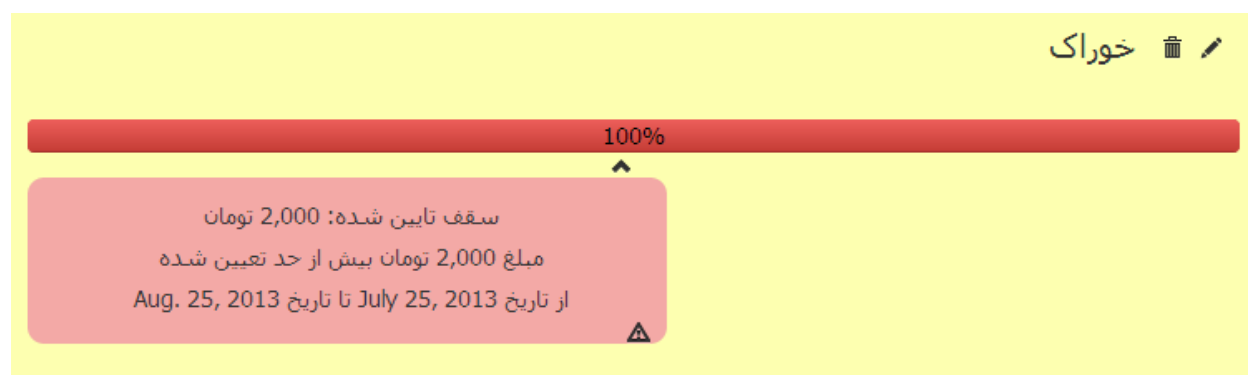 خوراک
100%
سقف تایین شده: 2,000 تومان
مبلغ 2,000 تومان بیش از حد تعیین شده
از تاریخ July 25, 2013 تا تاریخ Aug. 25, 2013